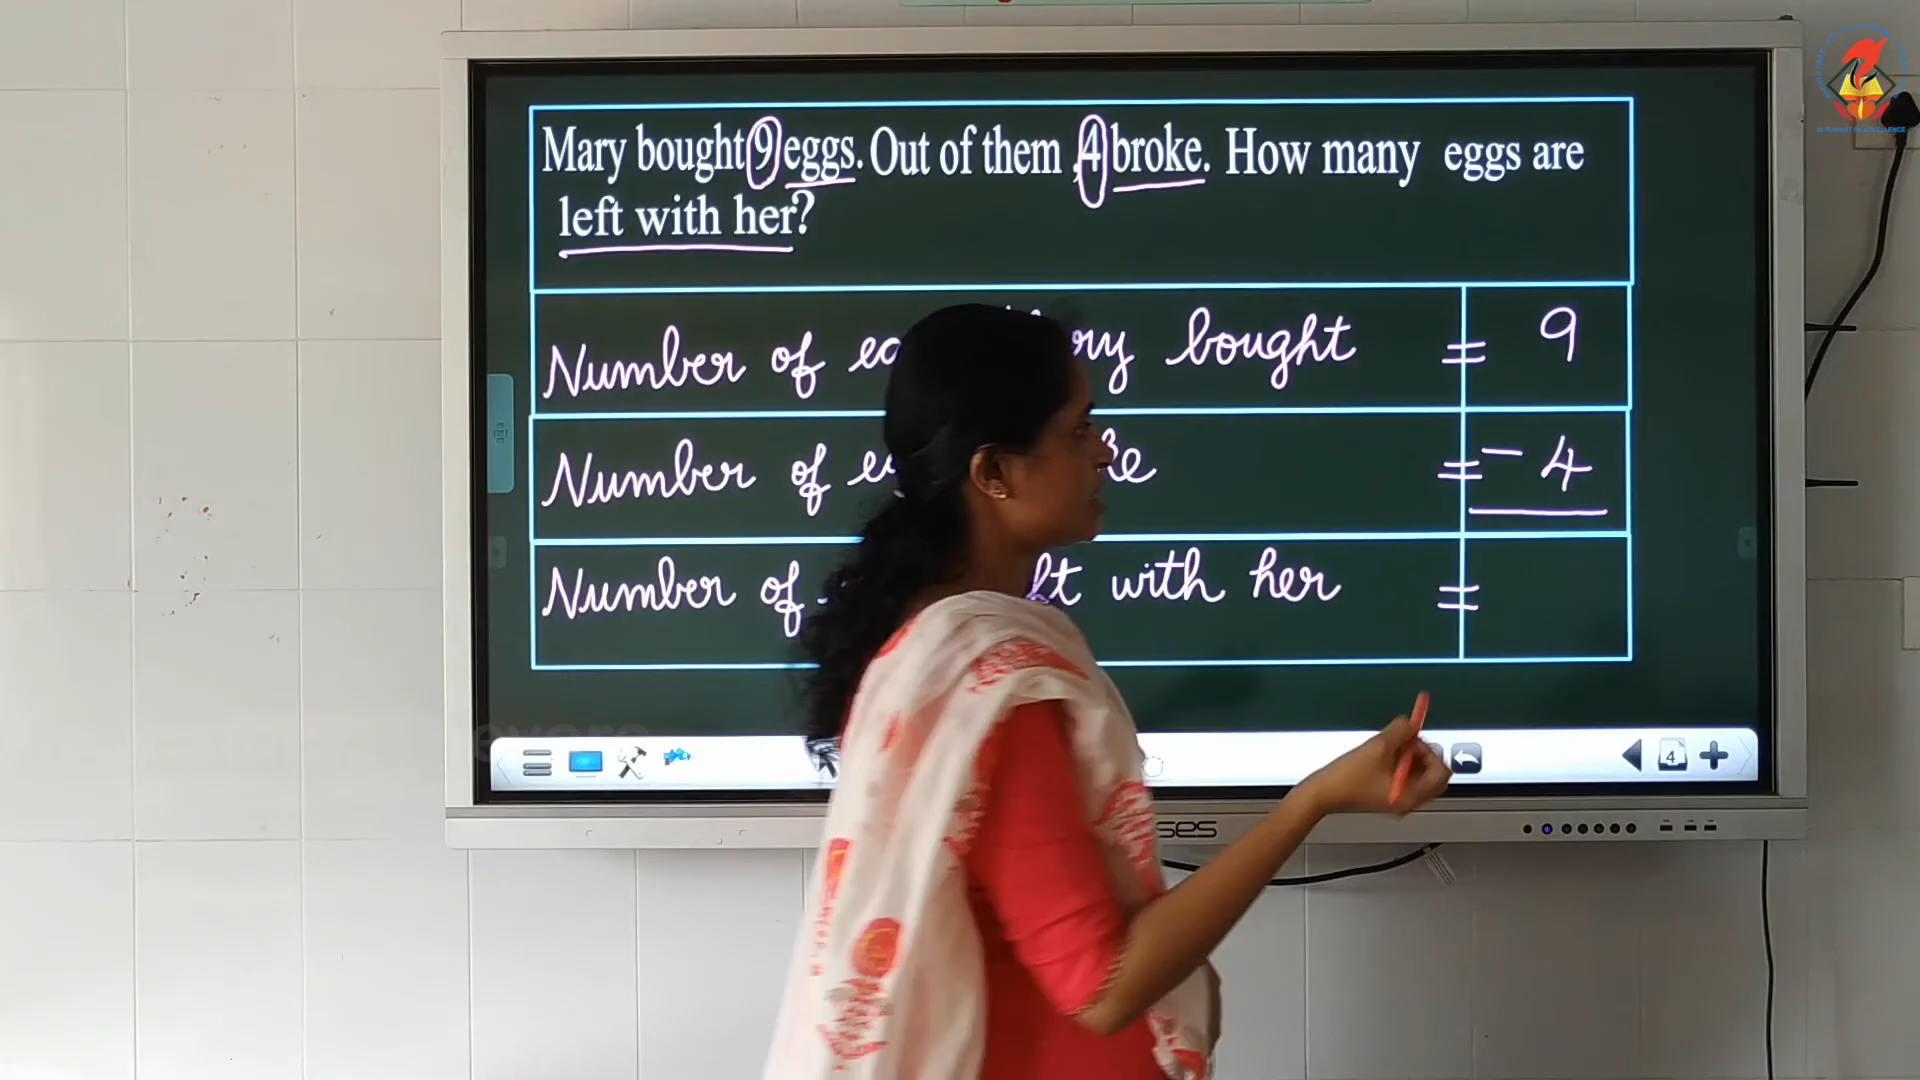 Mary bought 9 eggs. Out of them ,4 broke. How many eggs are
left with her?
Number of bought = 9
Number of = - 4
Number of with her =
4